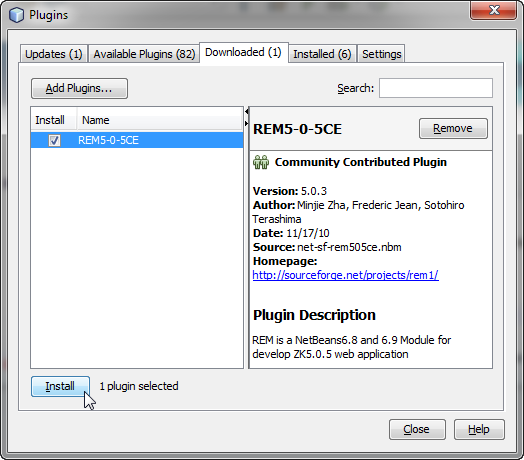 Plugins
Updates (1) Available Plugins (82) Downloaded (1) Installed (6) Settings
Add Plugins... Search:
Install Name
REM5-0-5CE
REM5-0-5CE Remove
Community Contributed Plugin
Version: 5.0.3
Author: Minjie Zha, Frederic Jean, Sotohiro
Terashima
Date: 11/17/10
Source: net-sf-rem505ce.nbm
Homepage:
http://sourceforge.net/projects/rem1/
Plugin Description
REM is a NetBeans6.8 and 6.9 Module for
develop ZK5.0.5 web application
Install 1 plugin selected
Close Help